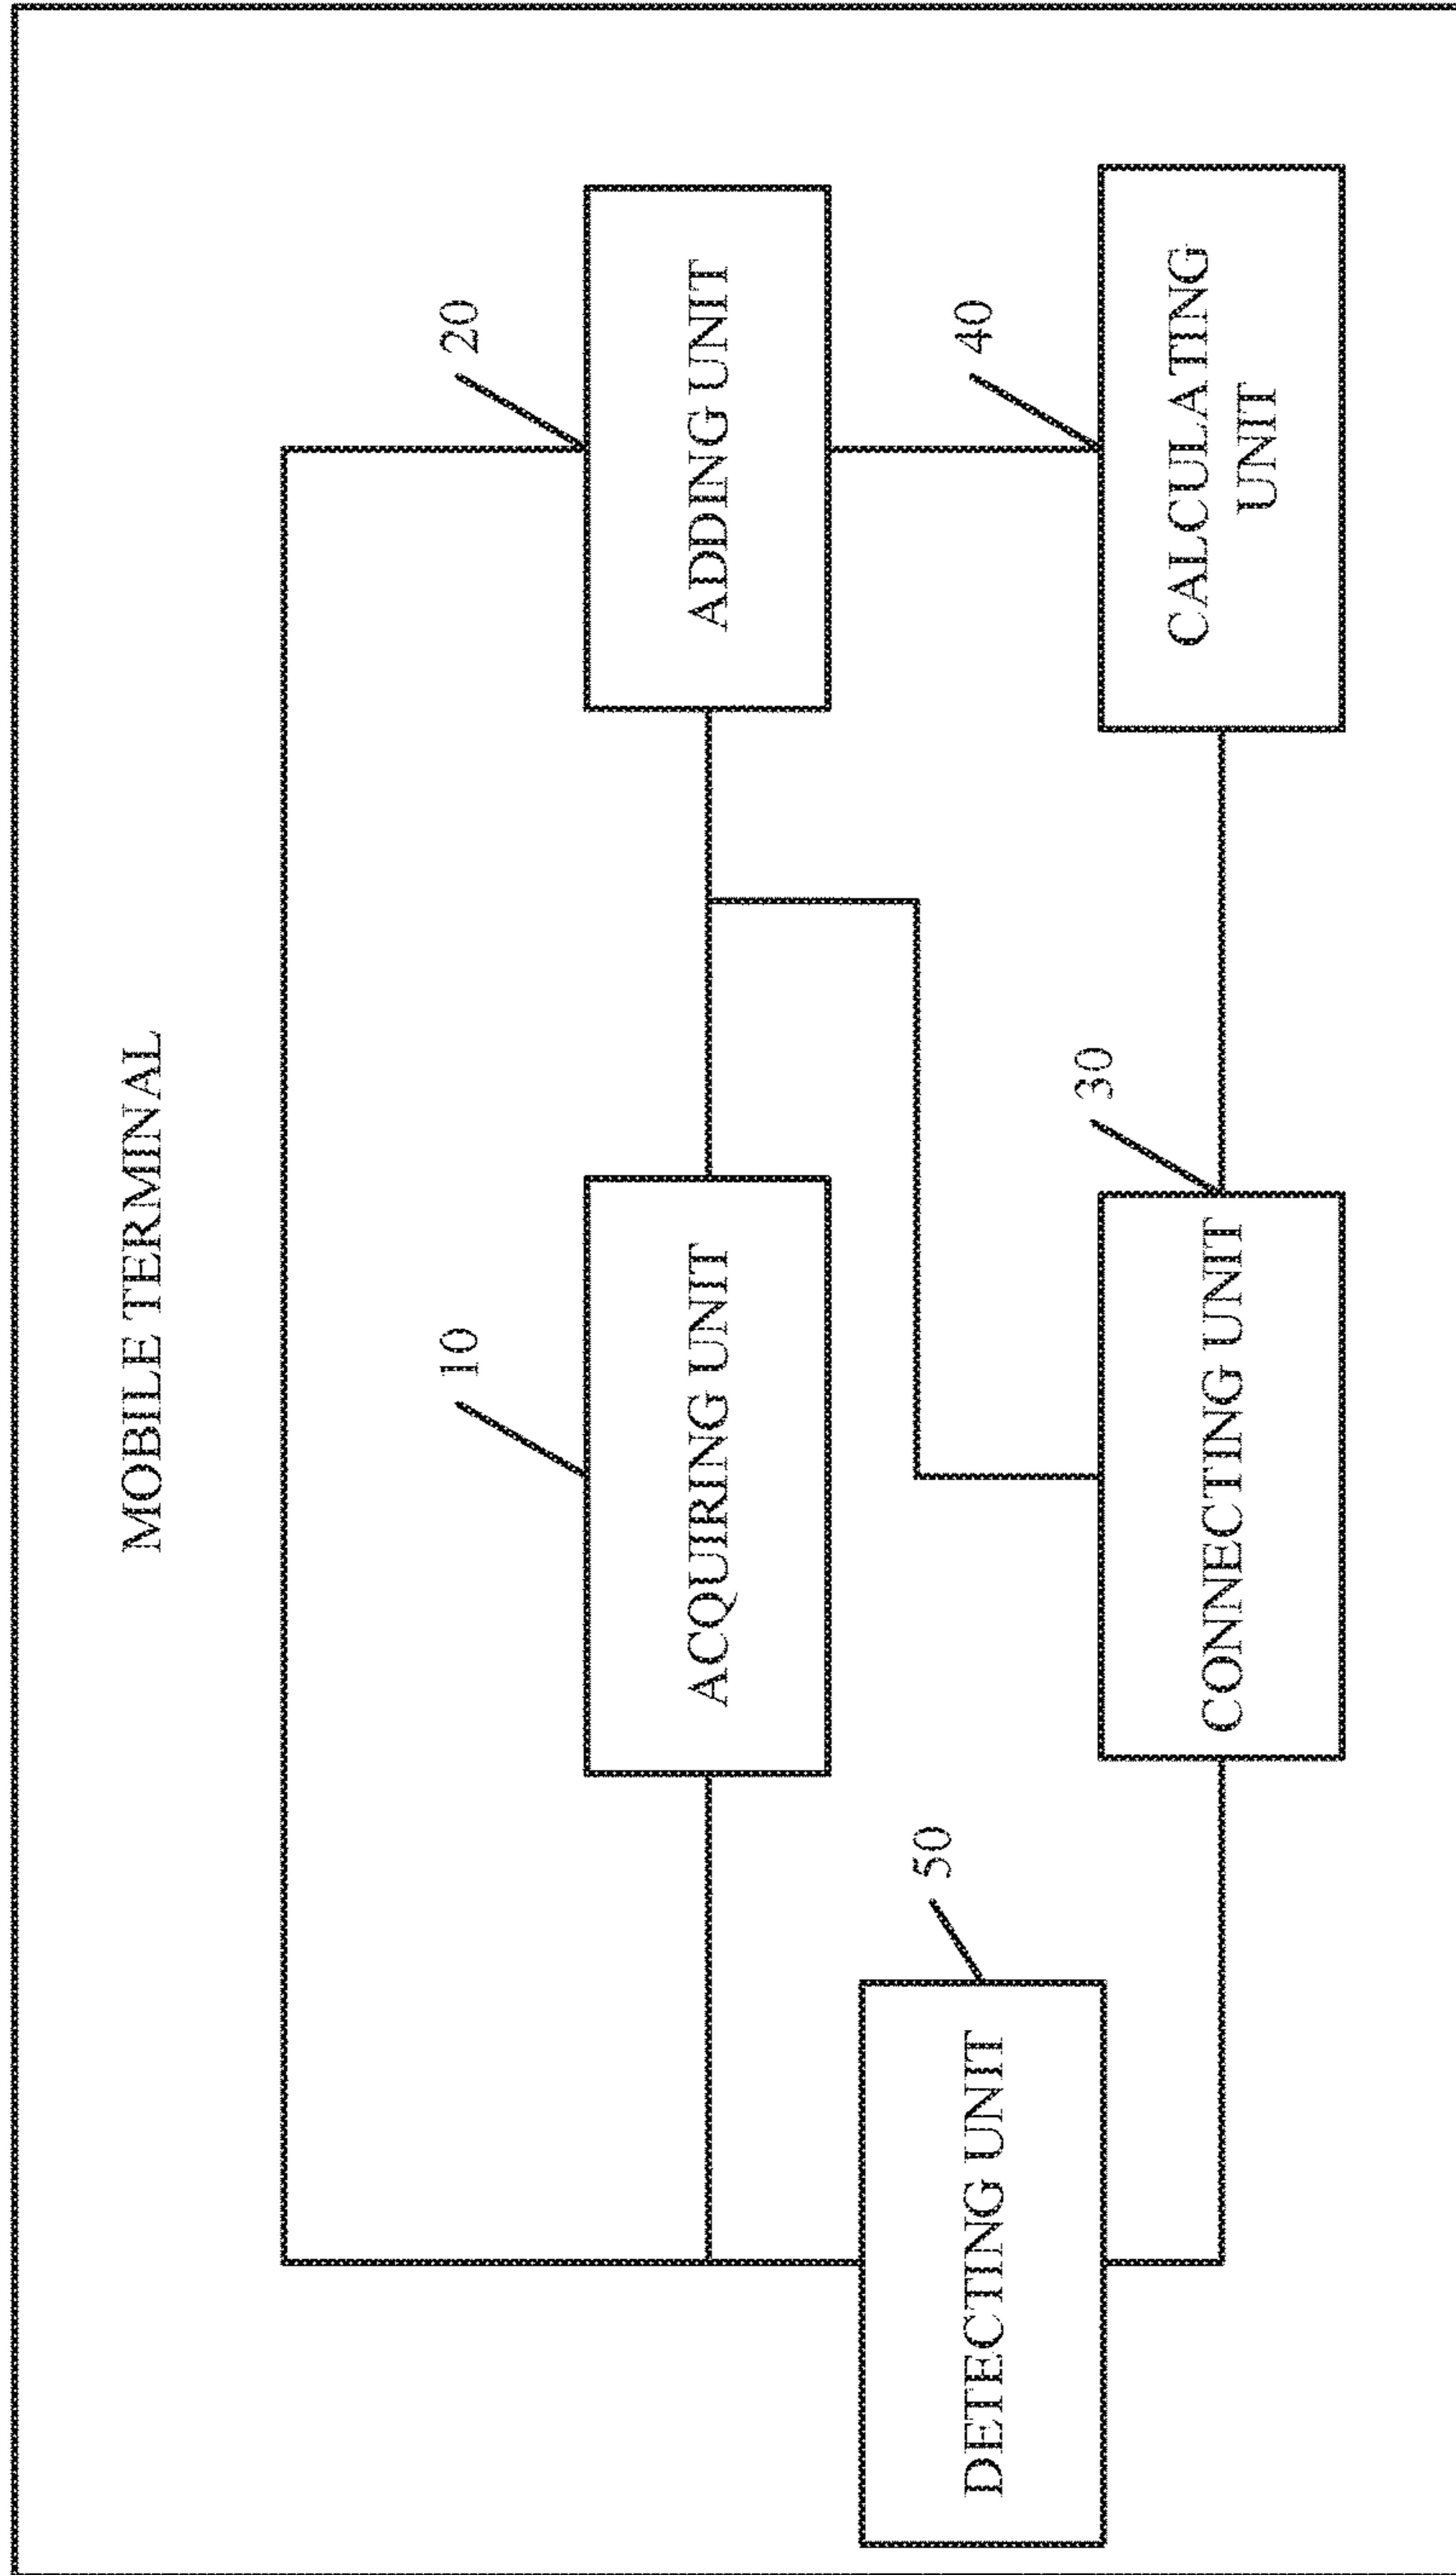 MOBILE TERMINAL
10
20
ACQUIRING UNIT
ADDING UNIT
50
DETECTING UNIT
30
40
CONNECTING UNIT
CALCULATING
UNIT